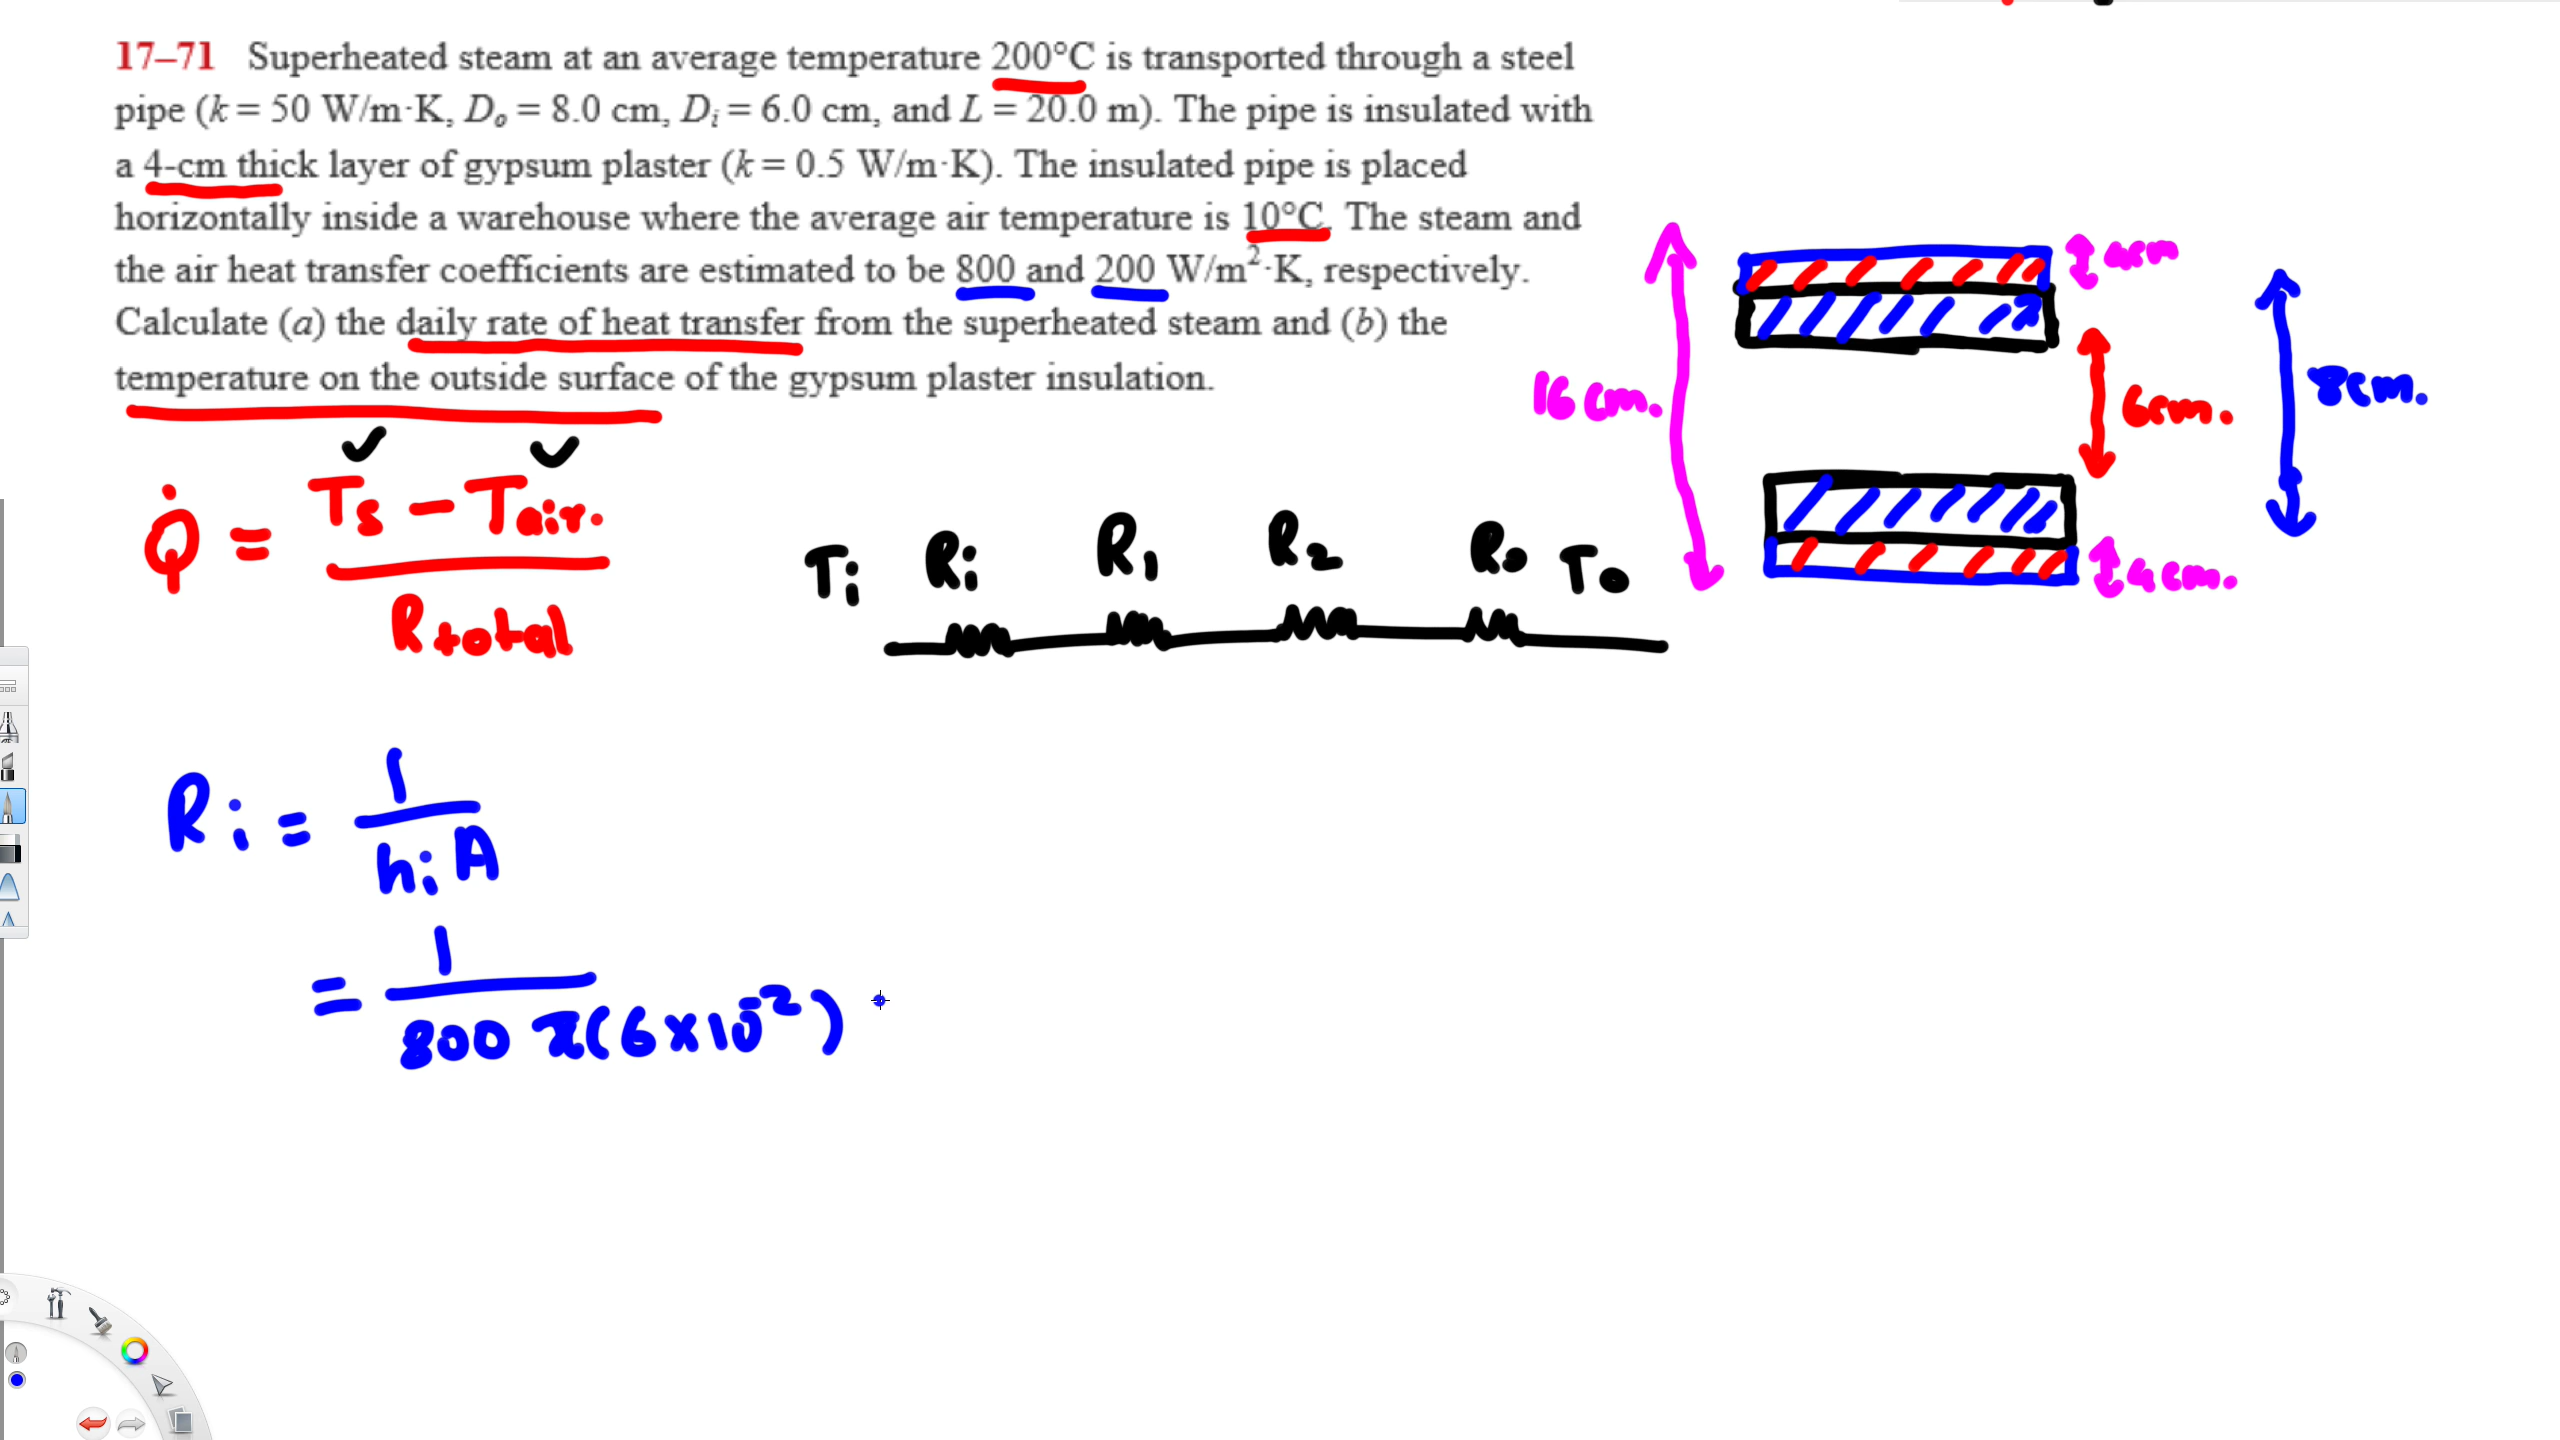 17–71 Superheated steam at an average temperature 200°C is transported through a steel
pipe (k = 50 W/m·K, Dₒ = 8.0 cm, Dᵢ = 6.0 cm, and L = 20.0 m). The pipe is insulated with
a 4-cm thick layer of gypsum plaster (k = 0.5 W/m·K). The insulated pipe is placed
horizontally inside a warehouse where the average air temperature is 10°C. The steam and
the air heat transfer coefficients are estimated to be 800 and 200 W/m²·K, respectively.
Calculate (a) the daily rate of heat transfer from the superheated steam and (b) the
temperature on the outside surface of the gypsum plaster insulation.
4cm
16 cm.
6cm.
8cm.
4cm.
Q̇ = Ts – Tair.
Rtotal
Ti Ri R1 R2 Ro To
Ri = 1
hi A
= 1
800 π(6×10⁻²)